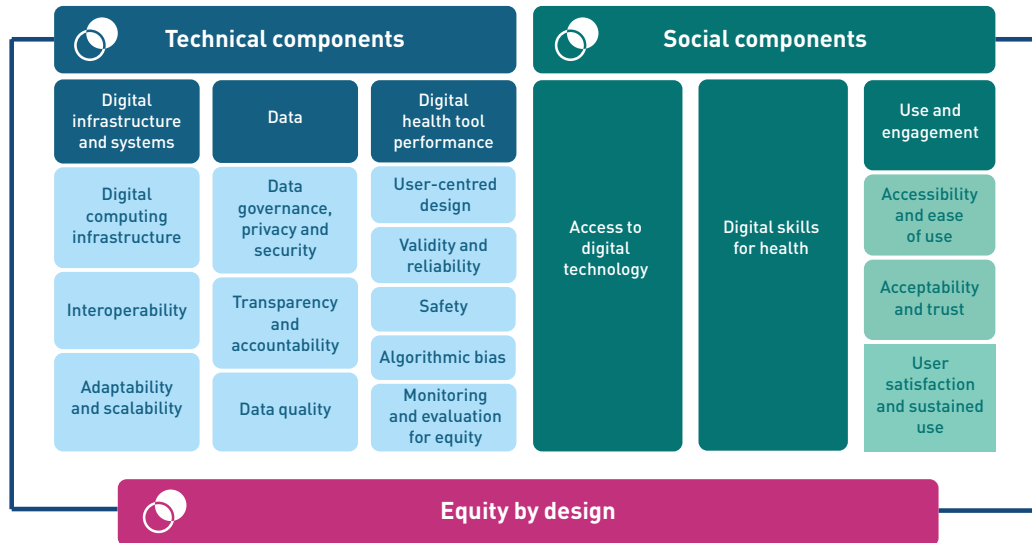 Technical components
Digital
infrastructure
and systems
Digital
computing
infrastructure
Interoperability
Adaptability
and scalability
Data
Data
governance,
privacy and
security
Transparency
and
accountability
Data quality
Digital
health tool
performance
User-centred
design
Validity and
reliability
Safety
Algorithmic bias
Monitoring
and evaluation
for equity
Social components
Access to
digital
technology
Digital skills
for health
Use and
engagement
Accessibility
and ease
of use
Acceptability
and trust
User
satisfaction
and sustained
use
Equity by design